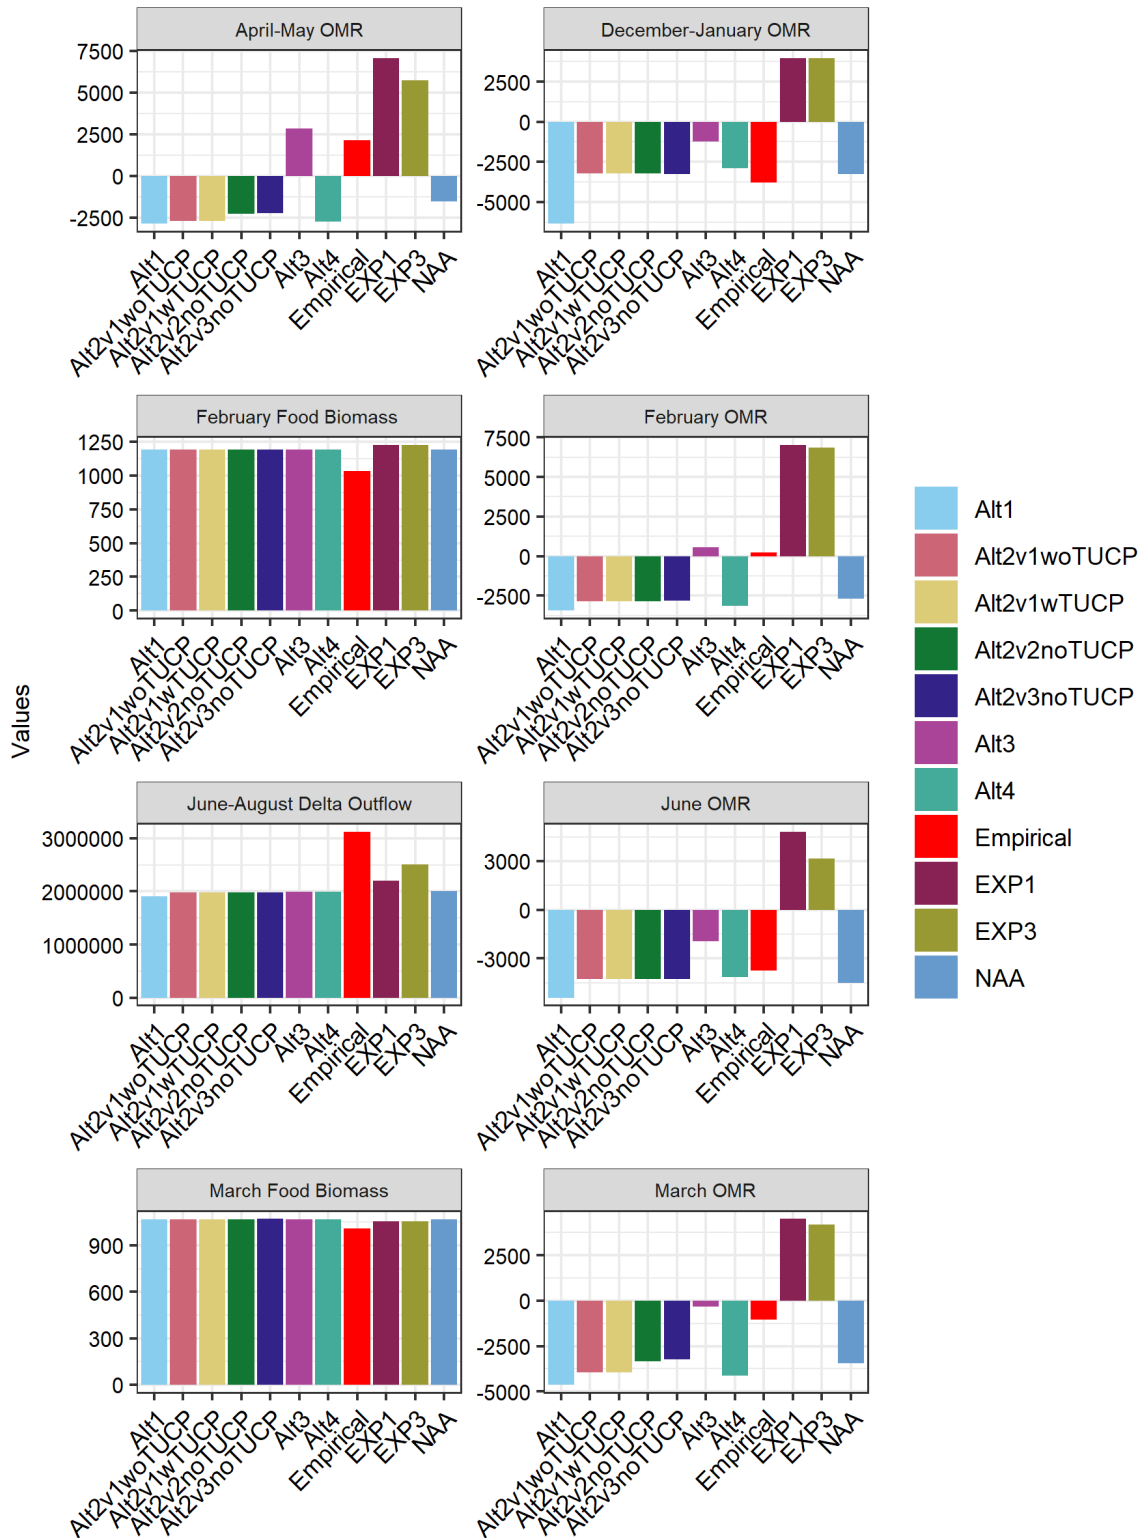 April-May OMR
7500
5000
2500
0
-2500
Alt1
Alt2v1woTUCP
Alt2v1wTUCP
Alt2v2noTUCP
Alt2v3noTUCP
Alt3
Alt4
Empirical
EXP1
EXP3
NAA
December-January OMR
2500
0
-2500
-5000
Alt1
Alt2v1woTUCP
Alt2v1wTUCP
Alt2v2noTUCP
Alt2v3noTUCP
Alt3
Alt4
Empirical
EXP1
EXP3
NAA
February Food Biomass
1250
1000
750
500
250
0
Alt1
Alt2v1woTUCP
Alt2v1wTUCP
Alt2v2noTUCP
Alt2v3noTUCP
Alt3
Alt4
Empirical
EXP1
EXP3
NAA
February OMR
7500
5000
2500
0
-2500
Alt1
Alt2v1woTUCP
Alt2v1wTUCP
Alt2v2noTUCP
Alt2v3noTUCP
Alt3
Alt4
Empirical
EXP1
EXP3
NAA
Values
June-August Delta Outflow
3000000
2000000
1000000
0
Alt1
Alt2v1woTUCP
Alt2v1wTUCP
Alt2v2noTUCP
Alt2v3noTUCP
Alt3
Alt4
Empirical
EXP1
EXP3
NAA
June OMR
3000
0
-3000
Alt1
Alt2v1woTUCP
Alt2v1wTUCP
Alt2v2noTUCP
Alt2v3noTUCP
Alt3
Alt4
Empirical
EXP1
EXP3
NAA
March Food Biomass
900
600
300
0
Alt1
Alt2v1woTUCP
Alt2v1wTUCP
Alt2v2noTUCP
Alt2v3noTUCP
Alt3
Alt4
Empirical
EXP1
EXP3
NAA
March OMR
2500
0
-2500
-5000
Alt1
Alt2v1woTUCP
Alt2v1wTUCP
Alt2v2noTUCP
Alt2v3noTUCP
Alt3
Alt4
Empirical
EXP1
EXP3
NAA
Alt1
Alt2v1woTUCP
Alt2v1wTUCP
Alt2v2noTUCP
Alt2v3noTUCP
Alt3
Alt4
Empirical
EXP1
EXP3
NAA